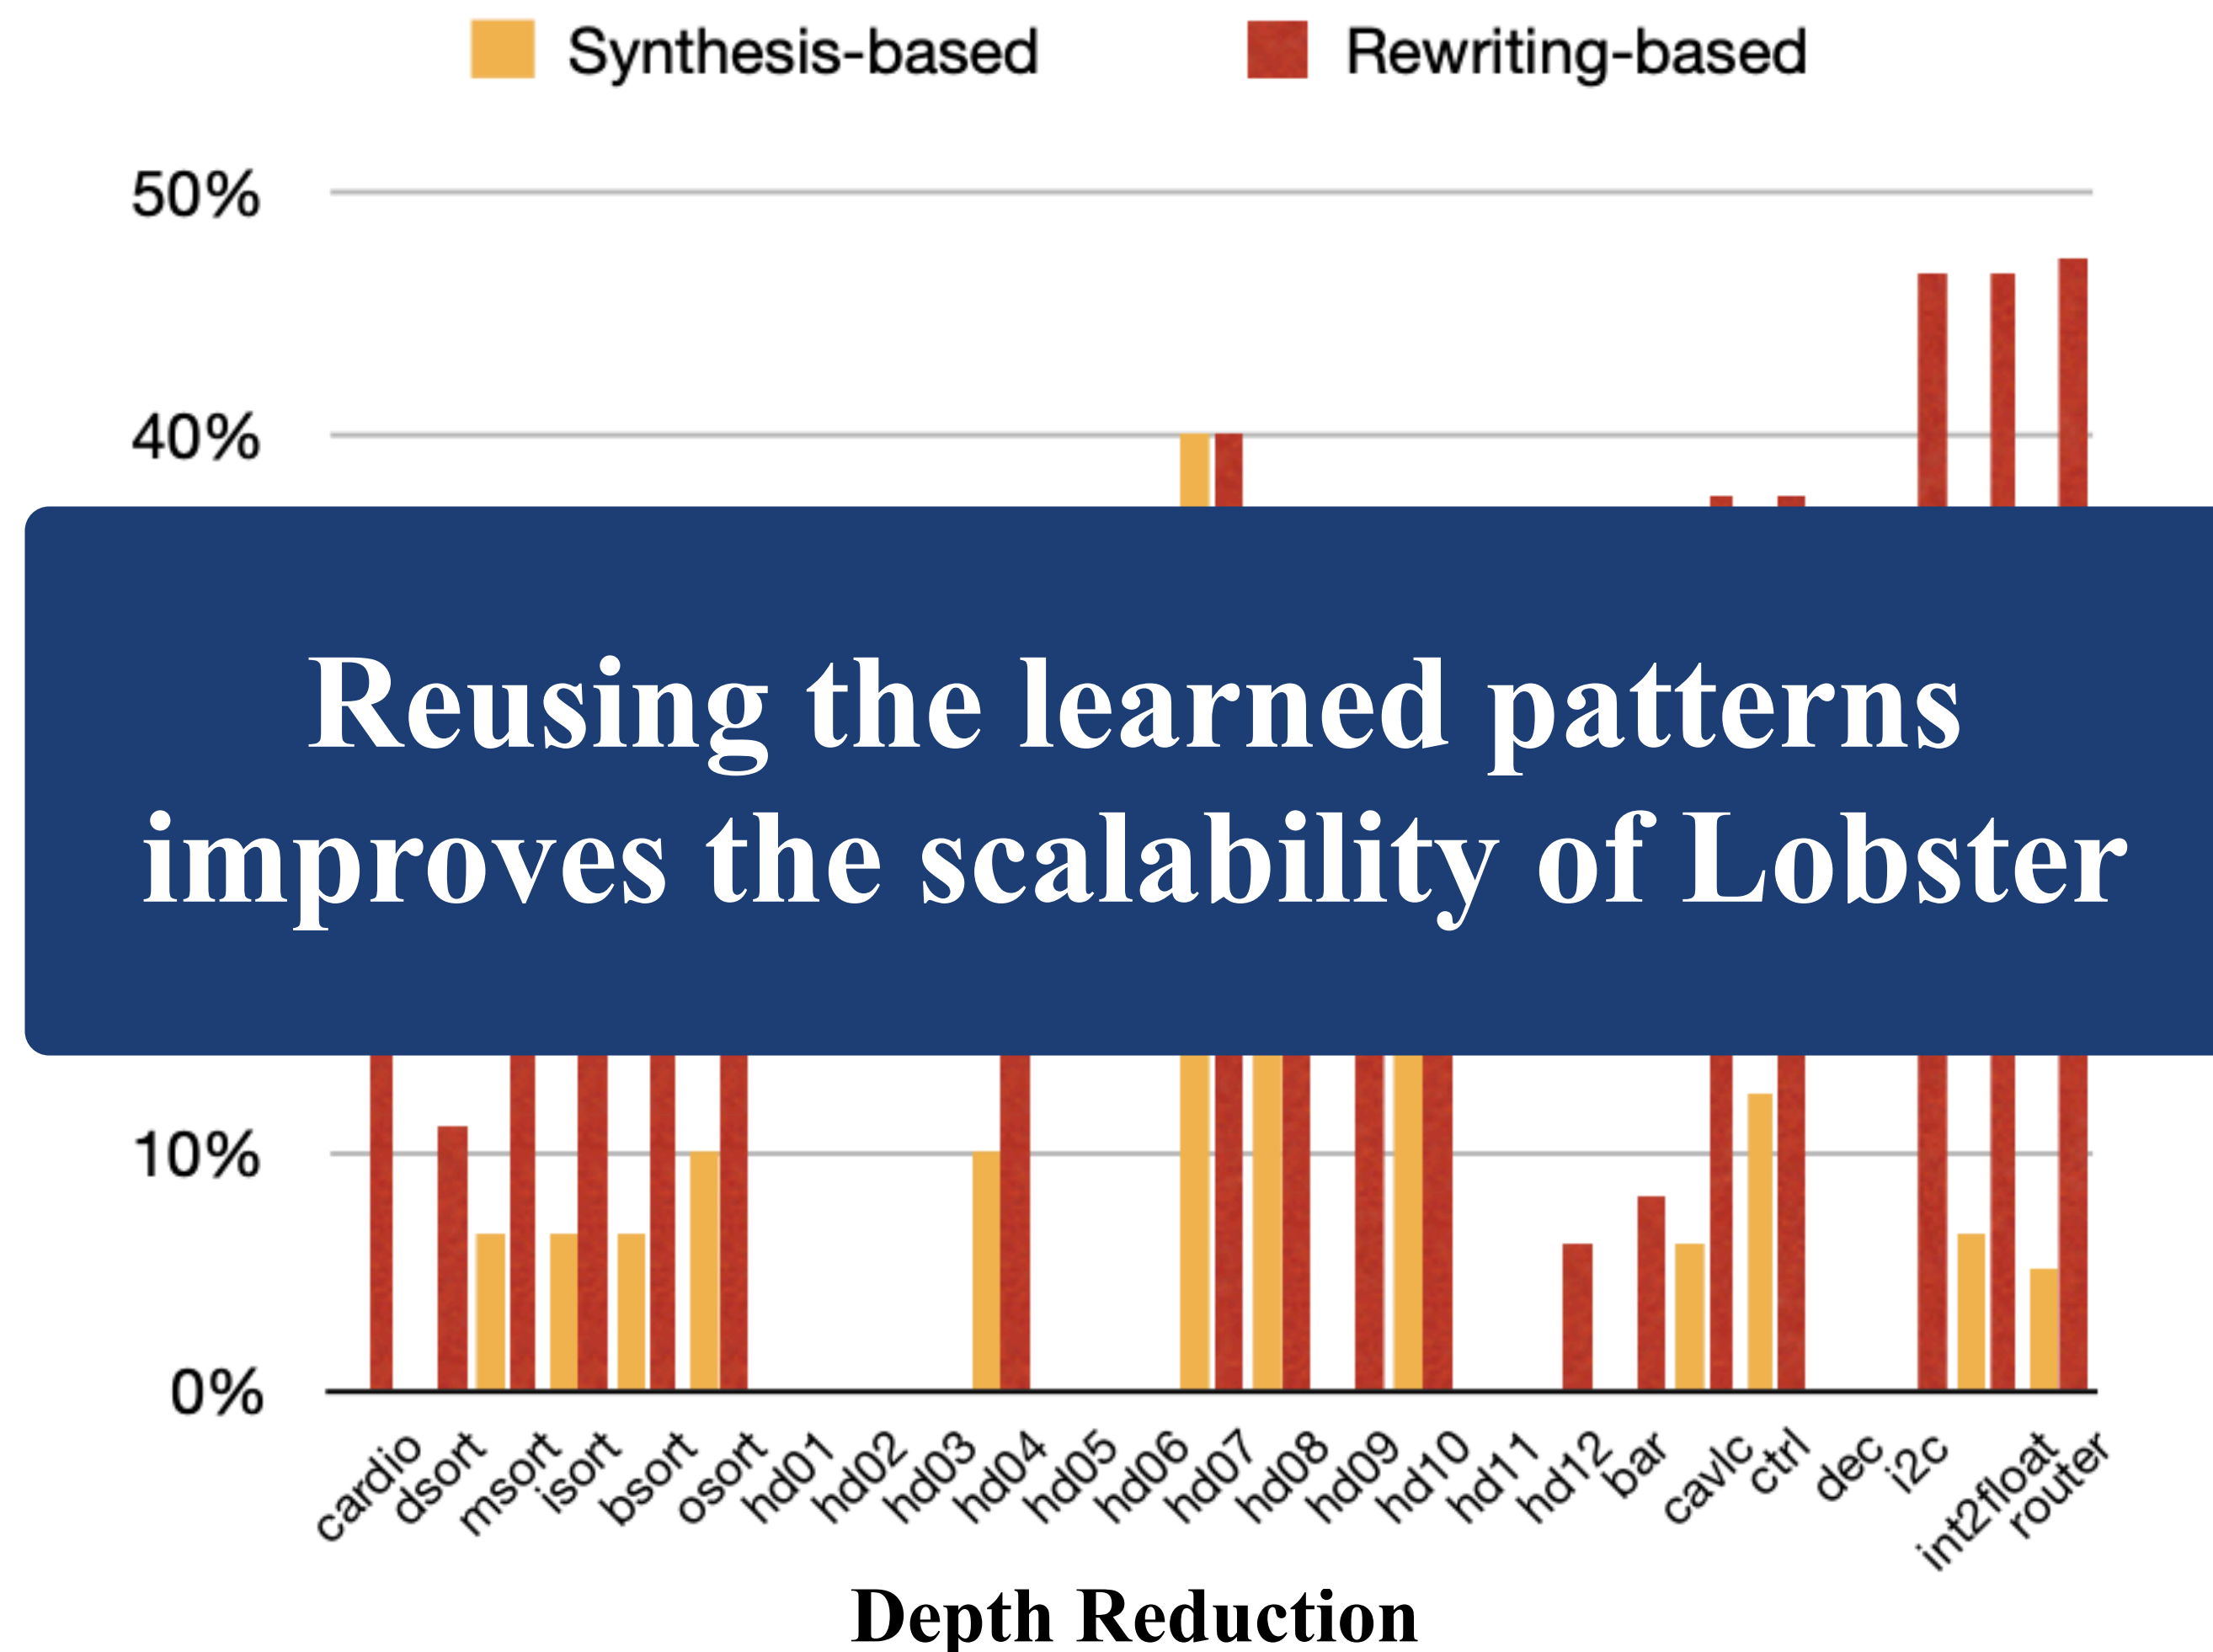 Synthesis-based Rewriting-based
50%
40%
Reusing the learned patterns
improves the scalability of Lobster
10%
0%
cardio dsort msort isort bsort osort hd01 hd02 hd03 hd04 hd05 hd06 hd07 hd08 hd09 hd10 hd11 hd12 bar cavlc ctrl dec i2c int2float router
Depth Reduction